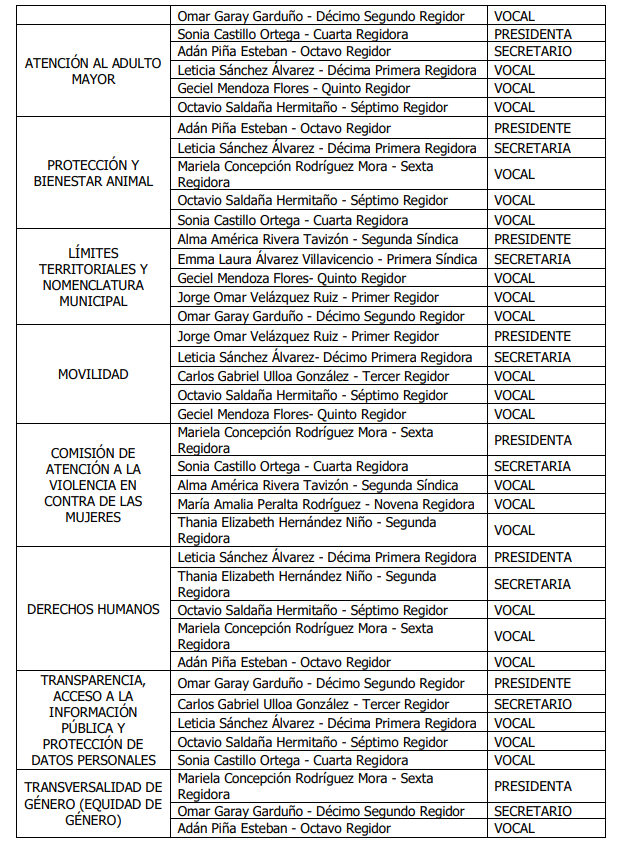 Omar Garay Garduño - Décimo Segundo Regidor VOCAL
ATENCIÓN AL ADULTO
MAYOR
Sonia Castillo Ortega - Cuarta Regidora PRESIDENTA
Adán Piña Esteban - Octavo Regidor SECRETARIO
Leticia Sánchez Álvarez - Décima Primera Regidora VOCAL
Geciel Mendoza Flores - Quinto Regidor VOCAL
Octavio Saldaña Hermitaño - Séptimo Regidor VOCAL
PROTECCIÓN Y
BIENESTAR ANIMAL
Adán Piña Esteban - Octavo Regidor PRESIDENTE
Leticia Sánchez Álvarez - Décima Primera Regidora SECRETARIA
Mariela Concepción Rodríguez Mora - Sexta
Regidora VOCAL
Octavio Saldaña Hermitaño - Séptimo Regidor VOCAL
Sonia Castillo Ortega - Cuarta Regidora VOCAL
LÍMITES
TERRITORIALES Y
NOMENCLATURA
MUNICIPAL
Alma América Rivera Tavizón - Segunda Síndica PRESIDENTE
Emma Laura Álvarez Villavicencio - Primera Síndica SECRETARIA
Geciel Mendoza Flores- Quinto Regidor VOCAL
Jorge Omar Velázquez Ruiz - Primer Regidor VOCAL
Omar Garay Garduño - Décimo Segundo Regidor VOCAL
MOVILIDAD
Jorge Omar Velázquez Ruiz - Primer Regidor PRESIDENTE
Leticia Sánchez Álvarez- Décimo Primera Regidora SECRETARIA
Carlos Gabriel Ulloa González - Tercer Regidor VOCAL
Octavio Saldaña Hermitaño - Séptimo Regidor VOCAL
Geciel Mendoza Flores- Quinto Regidor VOCAL
COMISIÓN DE
ATENCIÓN A LA
VIOLENCIA EN
CONTRA DE LAS
MUJERES
Mariela Concepción Rodríguez Mora - Sexta
Regidora PRESIDENTA
Sonia Castillo Ortega - Cuarta Regidora SECRETARIA
Alma América Rivera Tavizón - Segunda Síndica VOCAL
María Amalia Peralta Rodríguez - Novena Regidora VOCAL
Thania Elizabeth Hernández Niño - Segunda
Regidora VOCAL
DERECHOS HUMANOS
Leticia Sánchez Álvarez - Décima Primera Regidora PRESIDENTA
Thania Elizabeth Hernández Niño - Segunda
Regidora SECRETARIA
Octavio Saldaña Hermitaño - Séptimo Regidor VOCAL
Mariela Concepción Rodríguez Mora - Sexta
Regidora VOCAL
Adán Piña Esteban - Octavo Regidor VOCAL
TRANSPARENCIA,
ACCESO A LA
INFORMACIÓN
PÚBLICA Y
PROTECCIÓN DE
DATOS PERSONALES
Omar Garay Garduño - Décimo Segundo Regidor PRESIDENTE
Carlos Gabriel Ulloa González - Tercer Regidor SECRETARIO
Leticia Sánchez Álvarez - Décima Primera Regidora VOCAL
Octavio Saldaña Hermitaño - Séptimo Regidor VOCAL
Sonia Castillo Ortega - Cuarta Regidora VOCAL
TRANSVERSALIDAD DE
GÉNERO (EQUIDAD DE
GÉNERO)
Mariela Concepción Rodríguez Mora - Sexta
Regidora PRESIDENTA
Omar Garay Garduño - Décimo Segundo Regidor SECRETARIO
Adán Piña Esteban - Octavo Regidor VOCAL